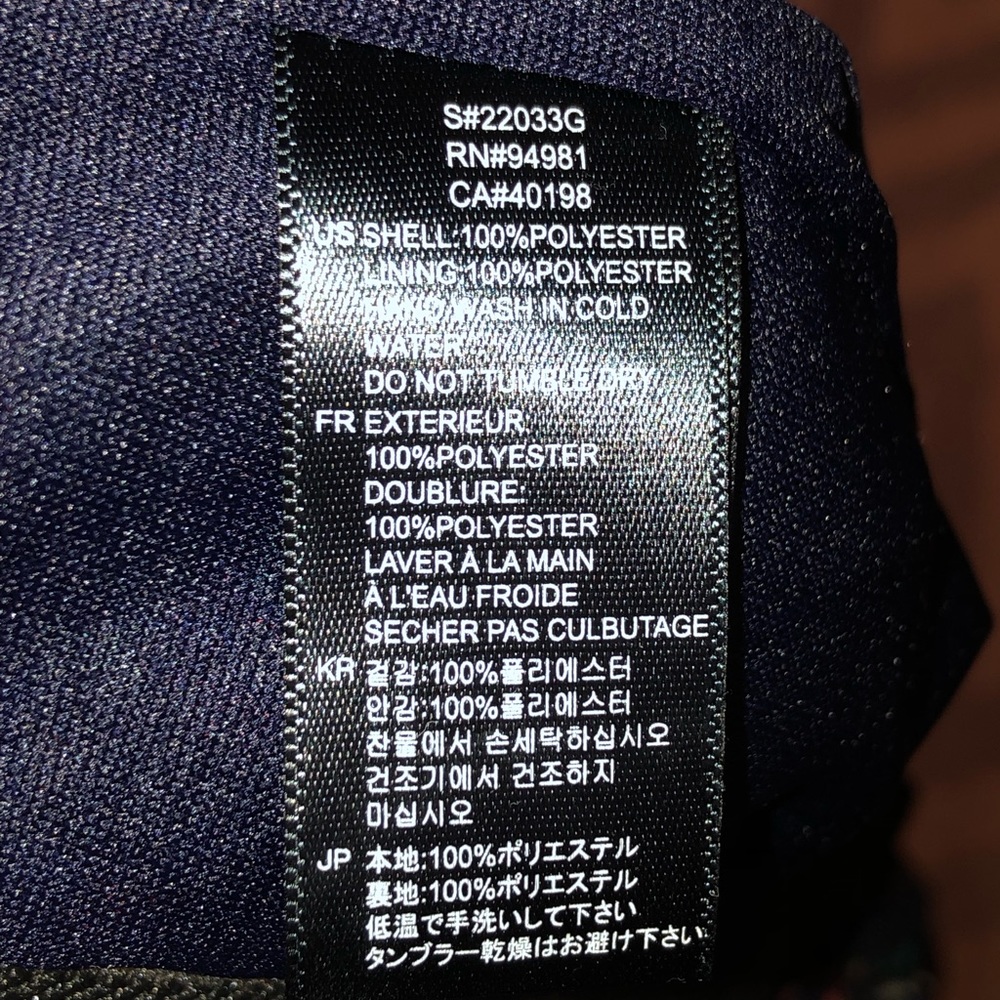 S#22033G
RN#94981
CA#40198
US SHELL:100%POLYESTER
LINING:100%POLYESTER
HAND WASH IN COLD
WATER
DO NOT TUMBLE DRY
FR EXTERIEUR:
100%POLYESTER
DOUBLURE:
100%POLYESTER
LAVER À LA MAIN
À L'EAU FROIDE
SECHER PAS CULBUTAGE
KR 겉감:100%폴리에스터
안감:100%폴리에스터
찬물에서 손세탁하십시오
건조기에서 건조하지
마십시오
JP 本地:100%ポリエステル
裏地:100%ポリエステル
低温で手洗いして下さい
タンブラー乾燥はお避け下さい